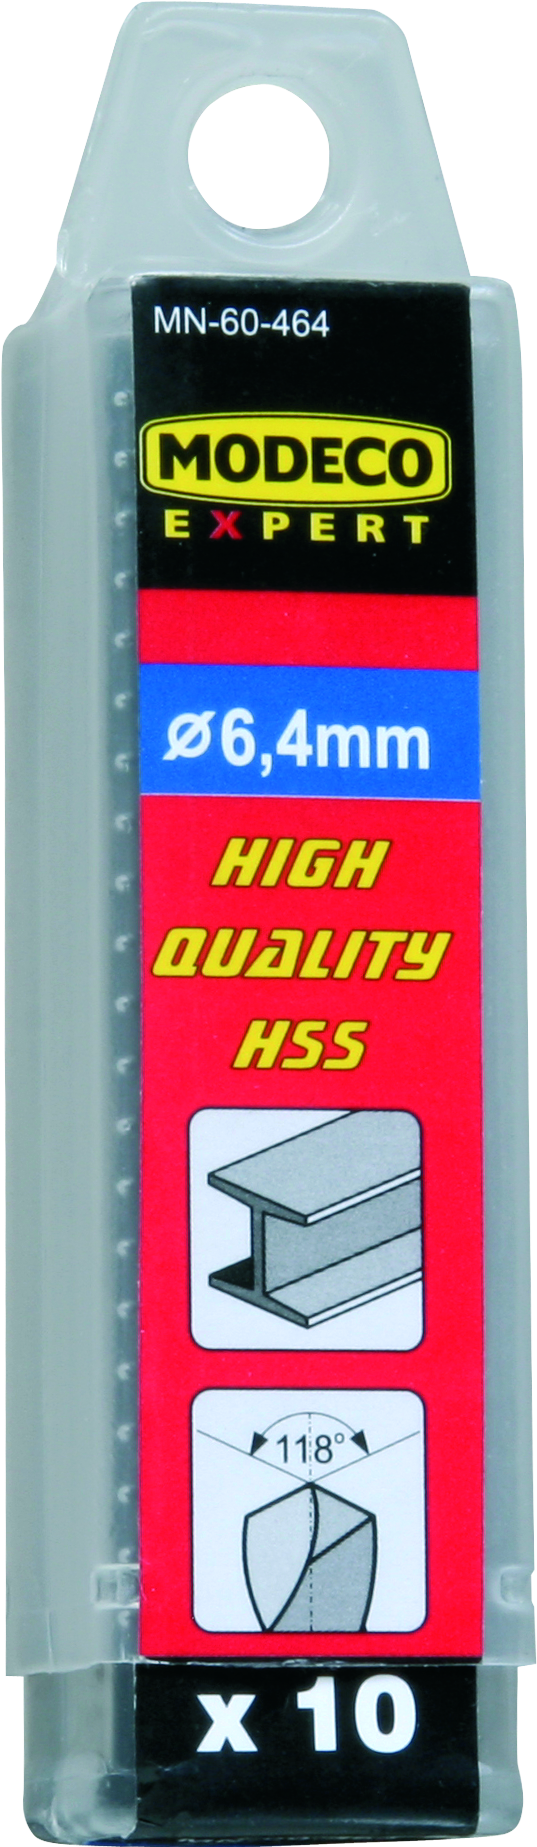 MN-60-464
MODECO
EXPERT
ø6,4mm
HIGH
QUALITY
HSS
118°
x 10